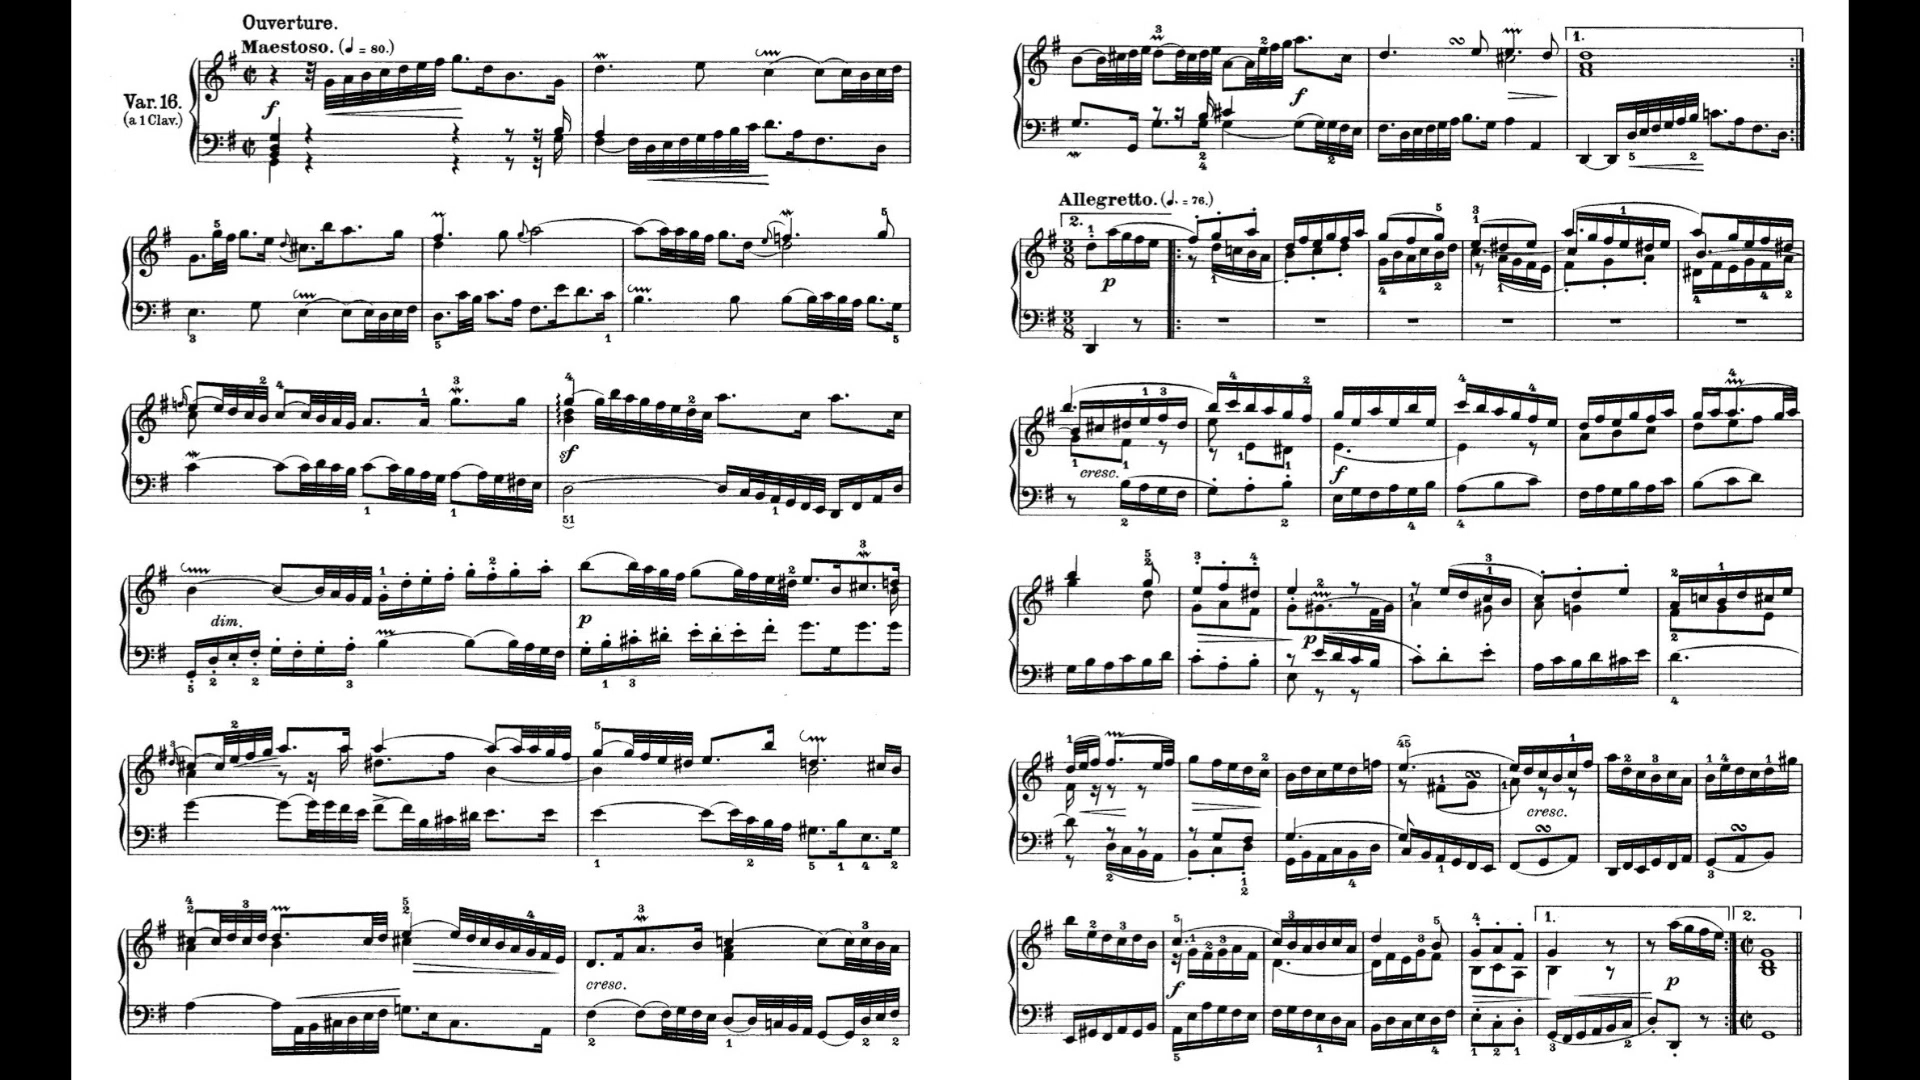 Ouverture.
Maestoso. (♩ = 80.)
Var. 16.
(a 1 Clav.)
f
sf
dim.
p
cresc.
f
1.
Allegretto. (♩. = 76.)
2.
p
cresc.
f
p
cresc.
f
1.
p
2.